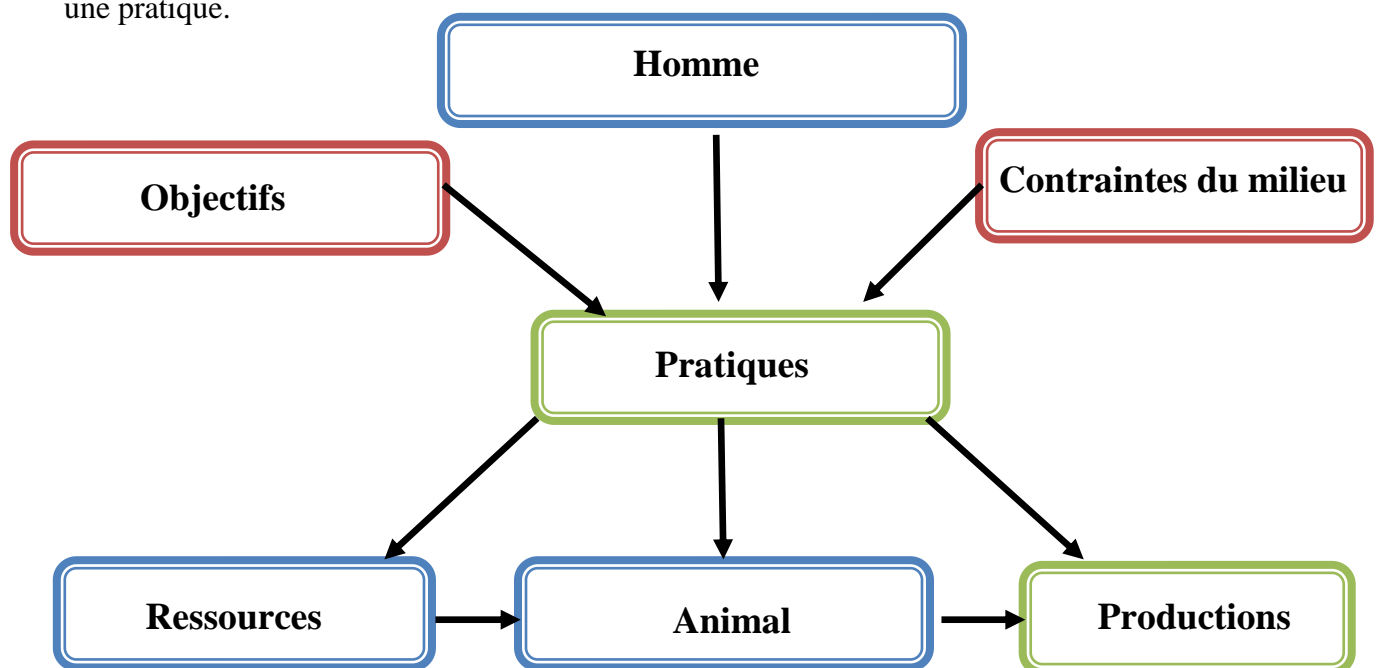 une pratique.
Homme
Objectifs
Contraintes du milieu
Pratiques
Ressources
Animal
Productions